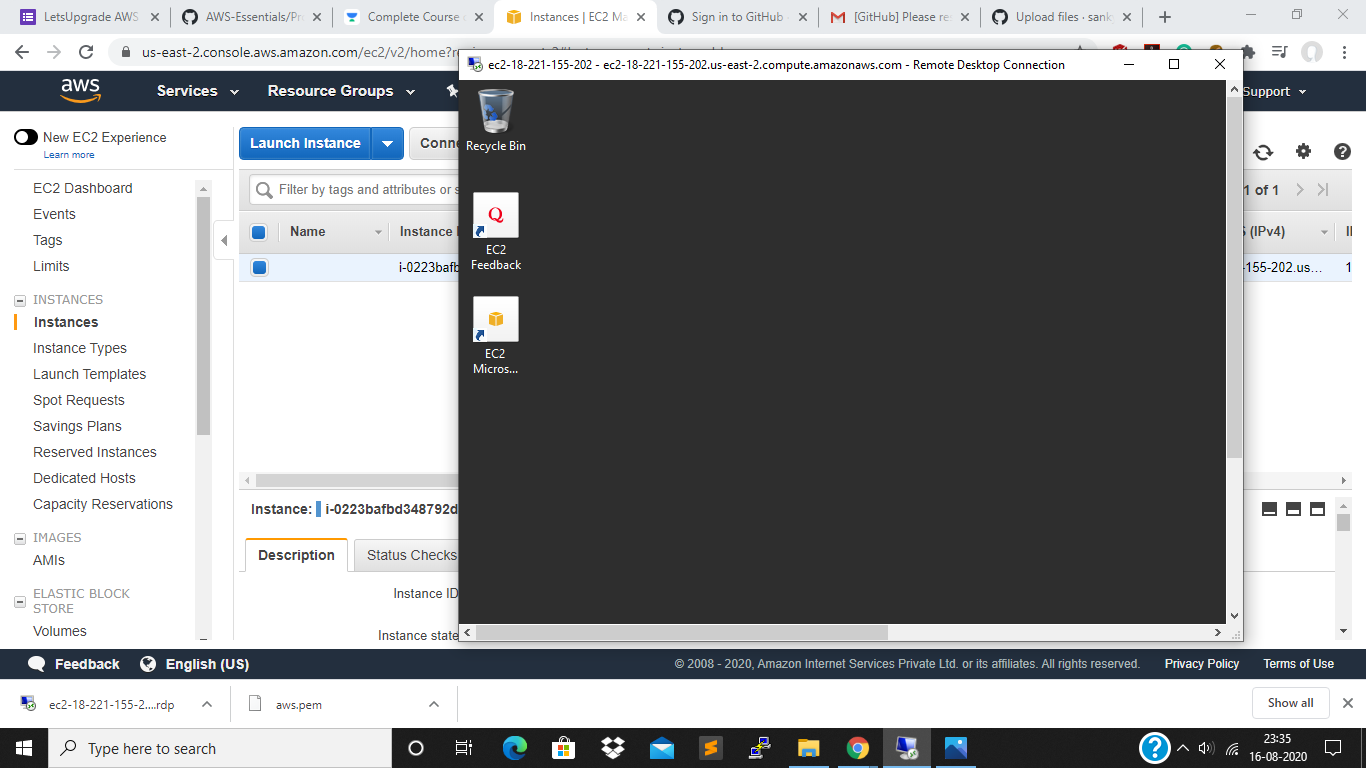 LetsUpgrade AWS
AWS-Essentials/Pr
Complete Course
Instances | EC2 Ma
Sign in to GitHub
[GitHub] Please re
Upload files · sank
us-east-2.console.aws.amazon.com/ec2/v2/home?
ec2-18-221-155-202 - ec2-18-221-155-202.us-east-2.compute.amazonaws.com - Remote Desktop Connection
aws
Services
Resource Groups
Support
New EC2 Experience
Learn more
Launch Instance
Conne
EC2 Dashboard
Events
Tags
Limits
INSTANCES
Instances
Instance Types
Launch Templates
Spot Requests
Savings Plans
Reserved Instances
Dedicated Hosts
Capacity Reservations
IMAGES
AMIs
ELASTIC BLOCK
STORE
Volumes
Filter by tags and attributes or s
1 of 1
Name
Instance I
S (IPv4)
i-0223bafb
-155-202.us...
1
Recycle Bin
Q
EC2
Feedback
EC2
Micros...
Instance:
i-0223bafbd348792d
Description
Status Checks
Instance ID
Instance state
Feedback
English (US)
© 2008 - 2020, Amazon Internet Services Private Ltd. or its affiliates. All rights reserved.
Privacy Policy
Terms of Use
ec2-18-221-155-2....rdp
aws.pem
Show all
Type here to search
23:35
16-08-2020